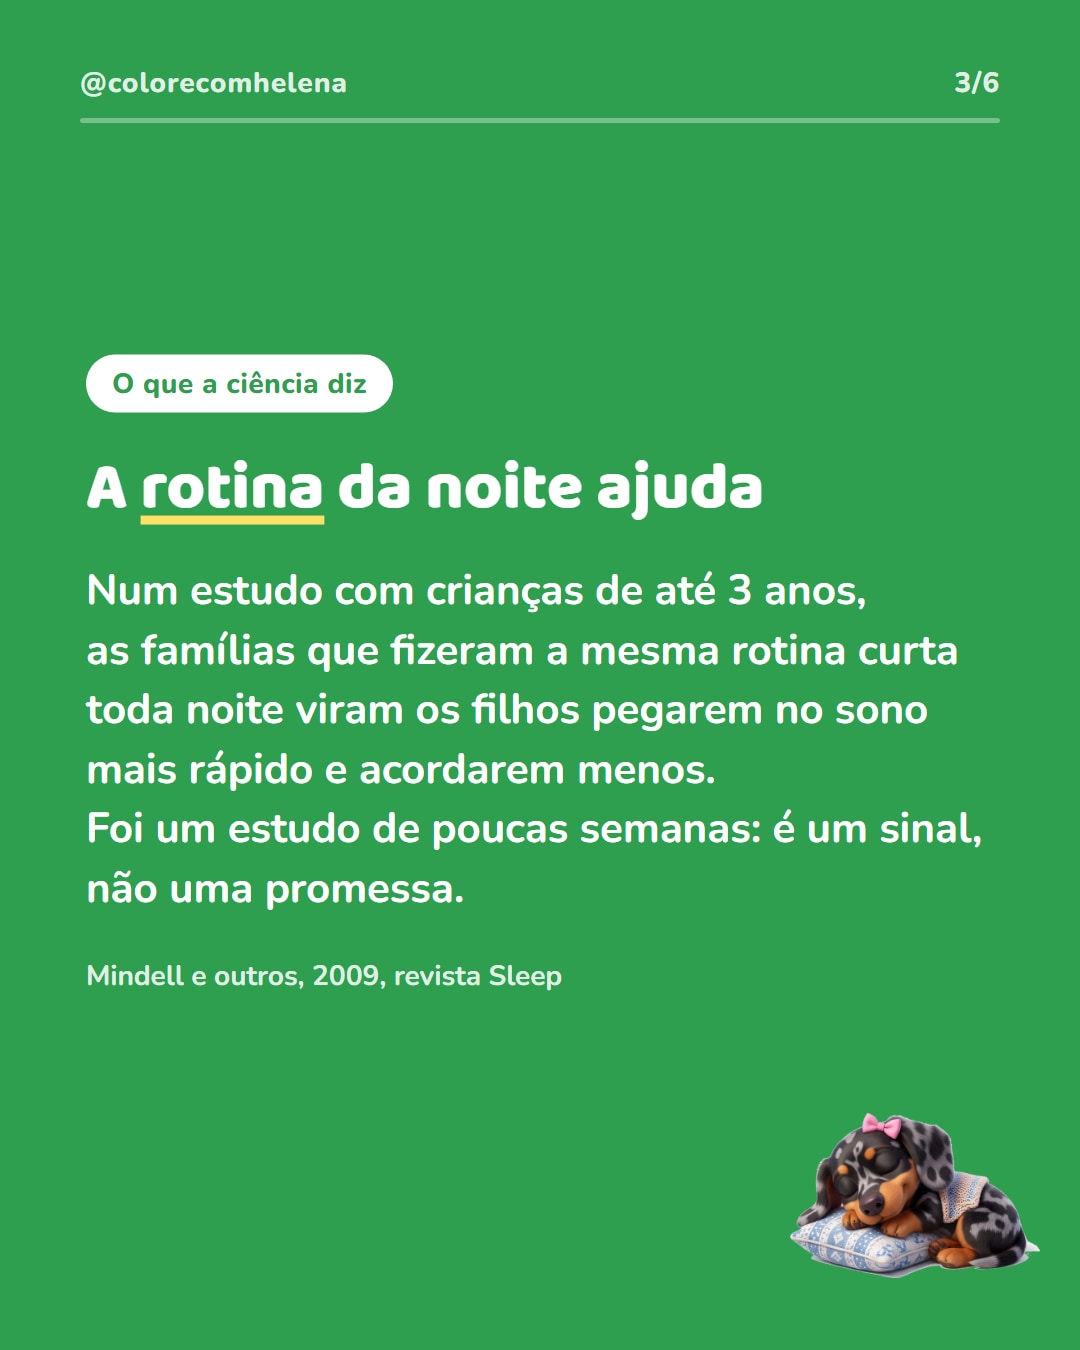 @colorecomhelena
3/6
O que a ciência diz
A rotina da noite ajuda
Num estudo com crianças de até 3 anos,
as famílias que fizeram a mesma rotina curta
toda noite viram os filhos pegarem no sono
mais rápido e acordarem menos.
Foi um estudo de poucas semanas: é um sinal,
não uma promessa.
Mindell e outros, 2009, revista Sleep